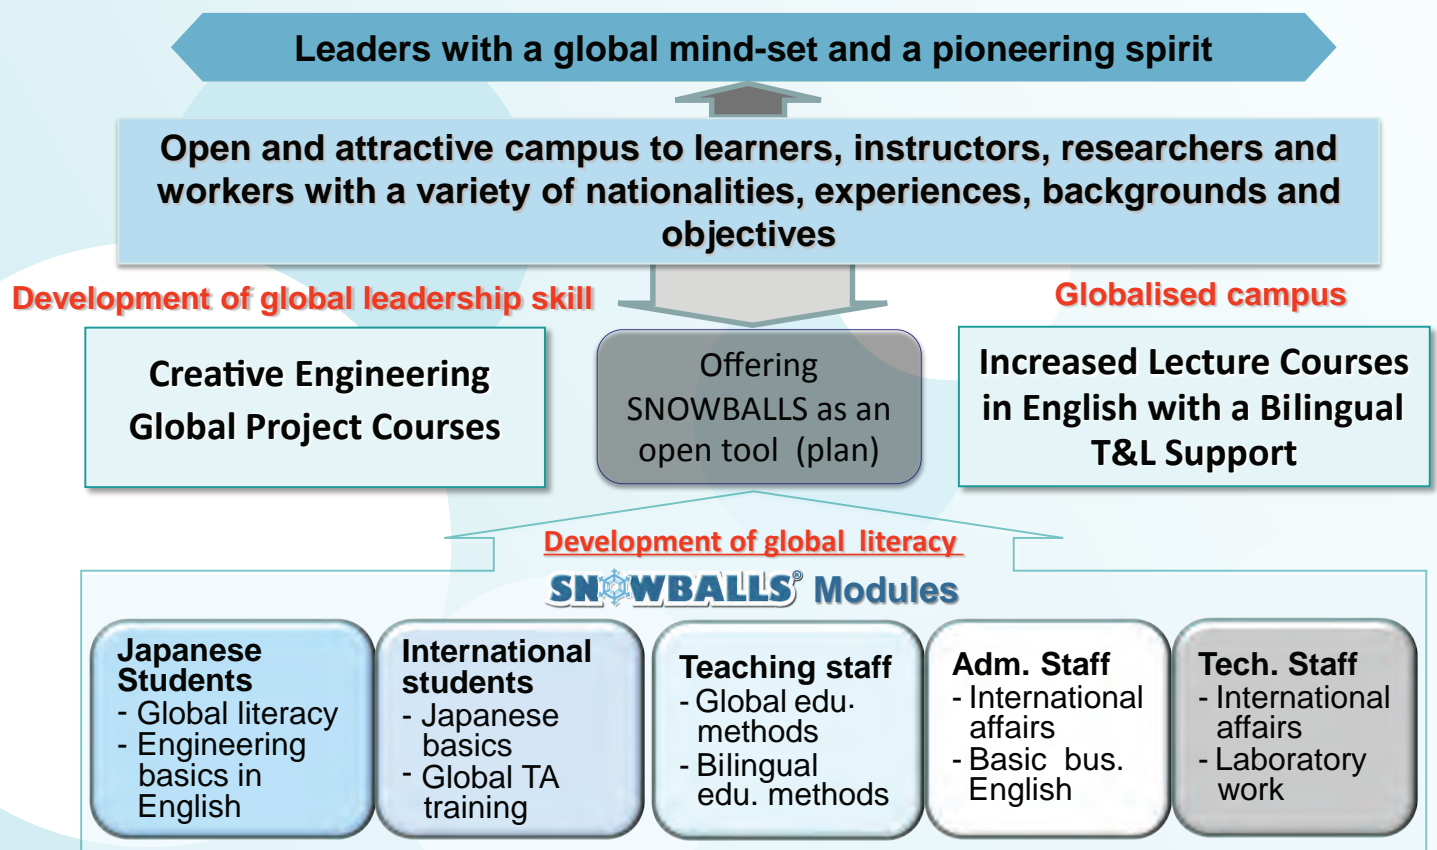 Leaders with a global mind-set and a pioneering spirit
Open and attractive campus to learners, instructors, researchers and
workers with a variety of nationalities, experiences, backgrounds and
objectives
Development of global leadership skill
Globalised campus
Creative Engineering
Global Project Courses
Offering
SNOWBALLS as an
open tool (plan)
Increased Lecture Courses
in English with a Bilingual
T&L Support
Development of global literacy
SNOWBALLS® Modules
Japanese
Students
- Global literacy
- Engineering
basics in
English
International
students
- Japanese
basics
- Global TA
training
Teaching staff
- Global edu.
methods
- Bilingual
edu. methods
Adm. Staff
- International
affairs
- Basic bus.
English
Tech. Staff
- International
affairs
- Laboratory
work